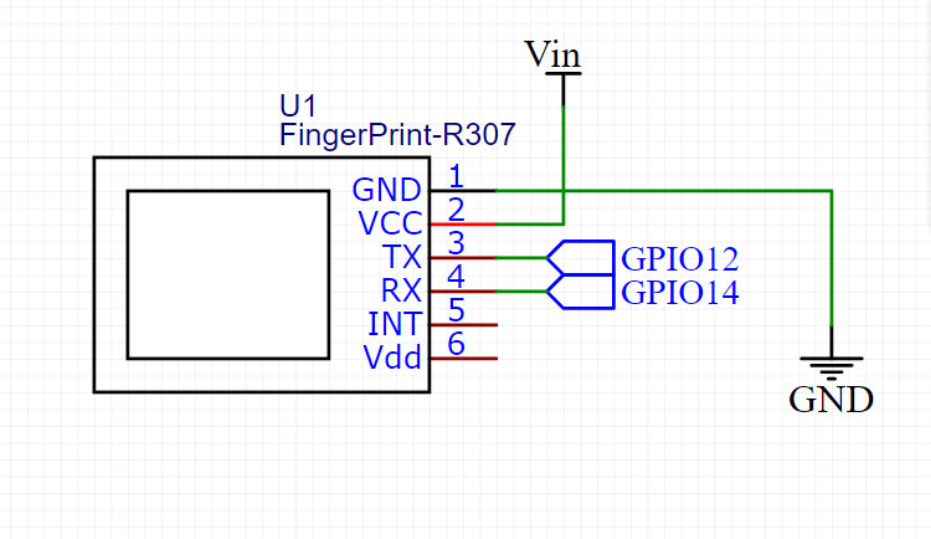 Vin
U1
FingerPrint-R307
GND 1
VCC 2
TX 3 GPIO12
RX 4 GPIO14
INT 5
Vdd 6
GND